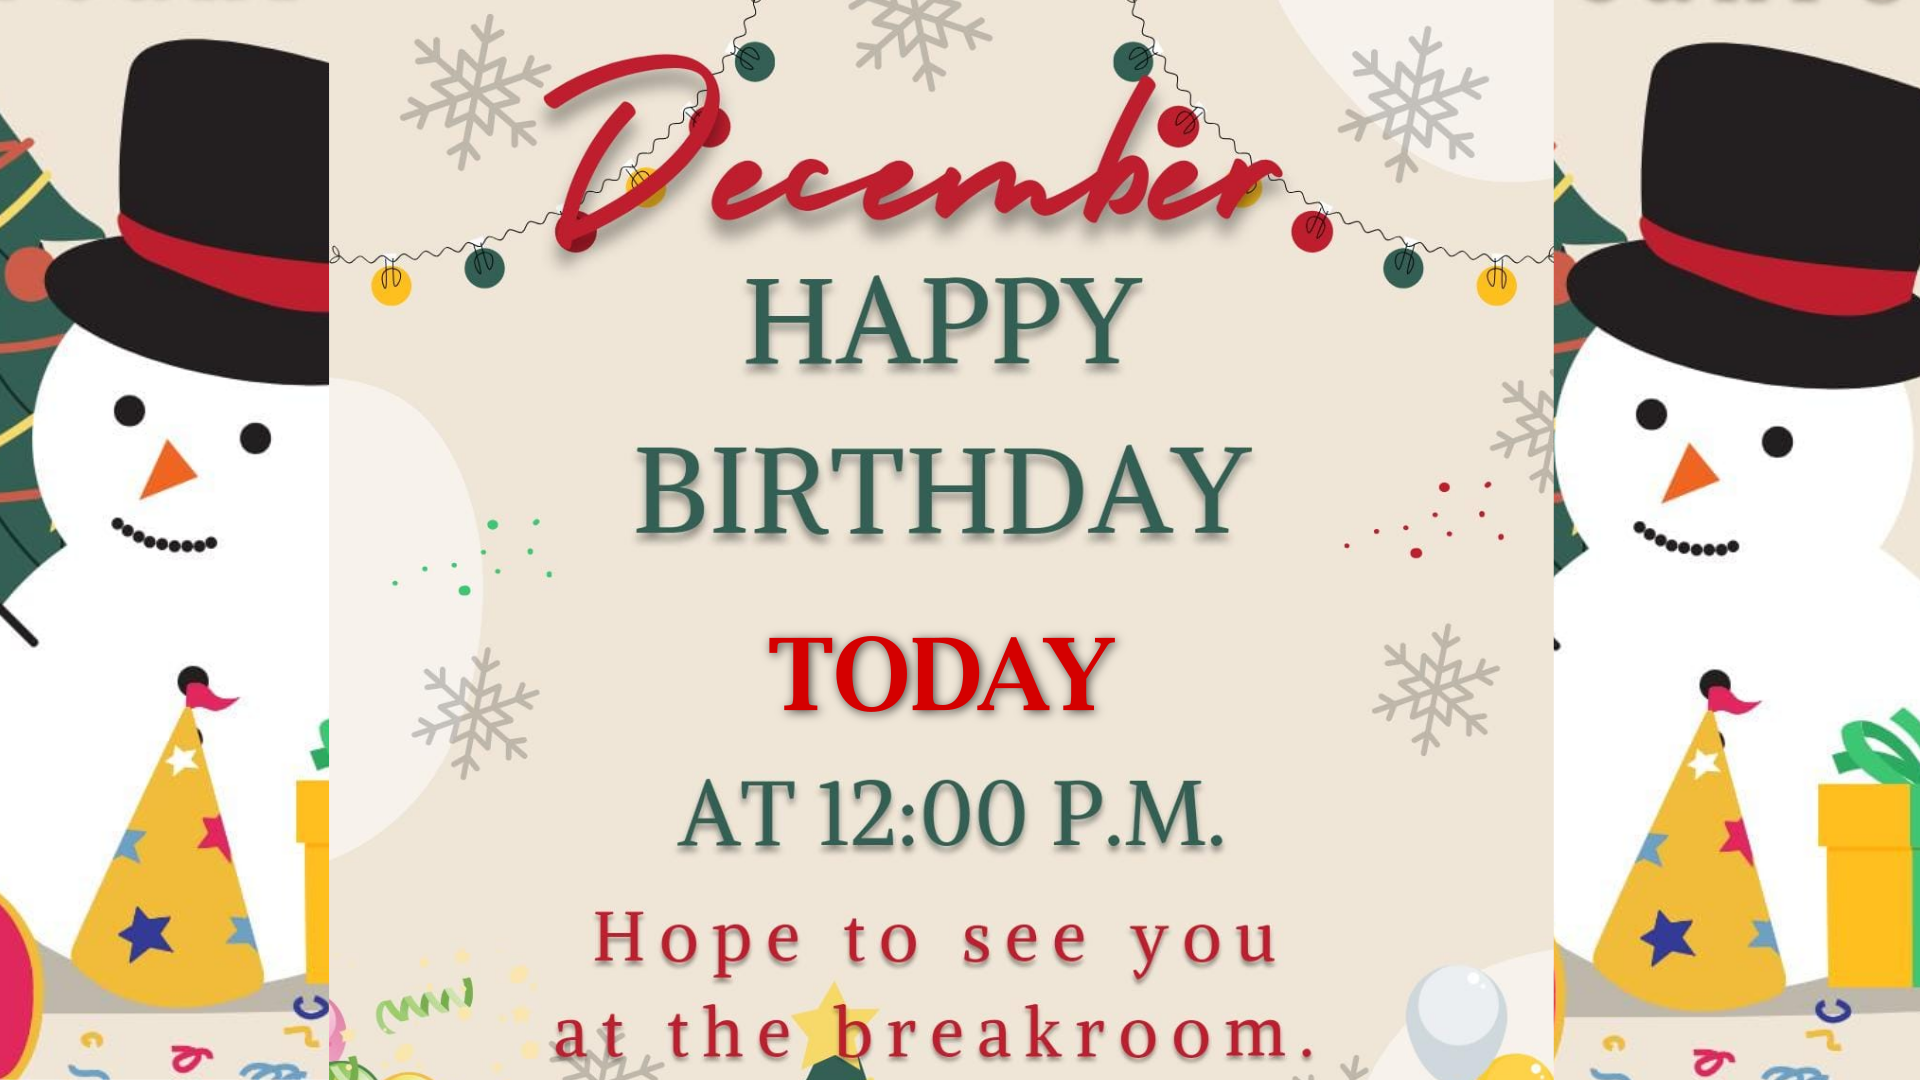 December
HAPPY
BIRTHDAY
TODAY
AT 12:00 P.M.
Hope to see you
at the breakroom.